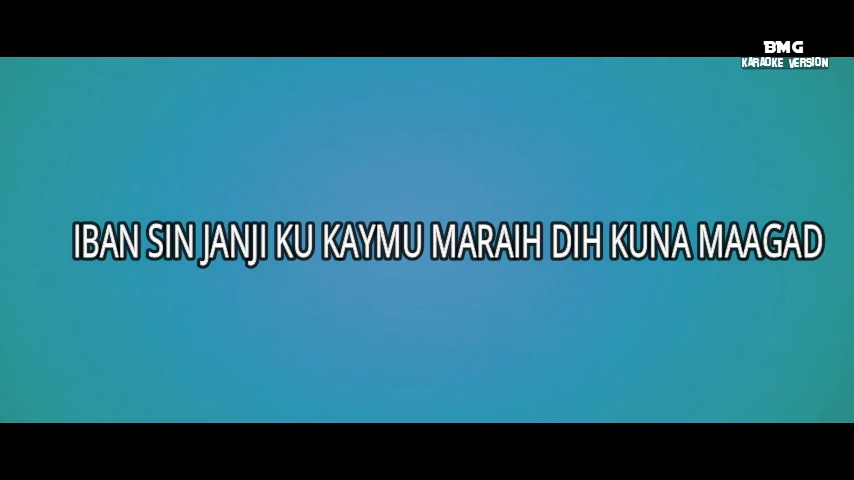 BMG
KARAOKE VERSION
IBAN SIN JANJI KU KAYMU MARAIH DIH KUNA MAAGAD